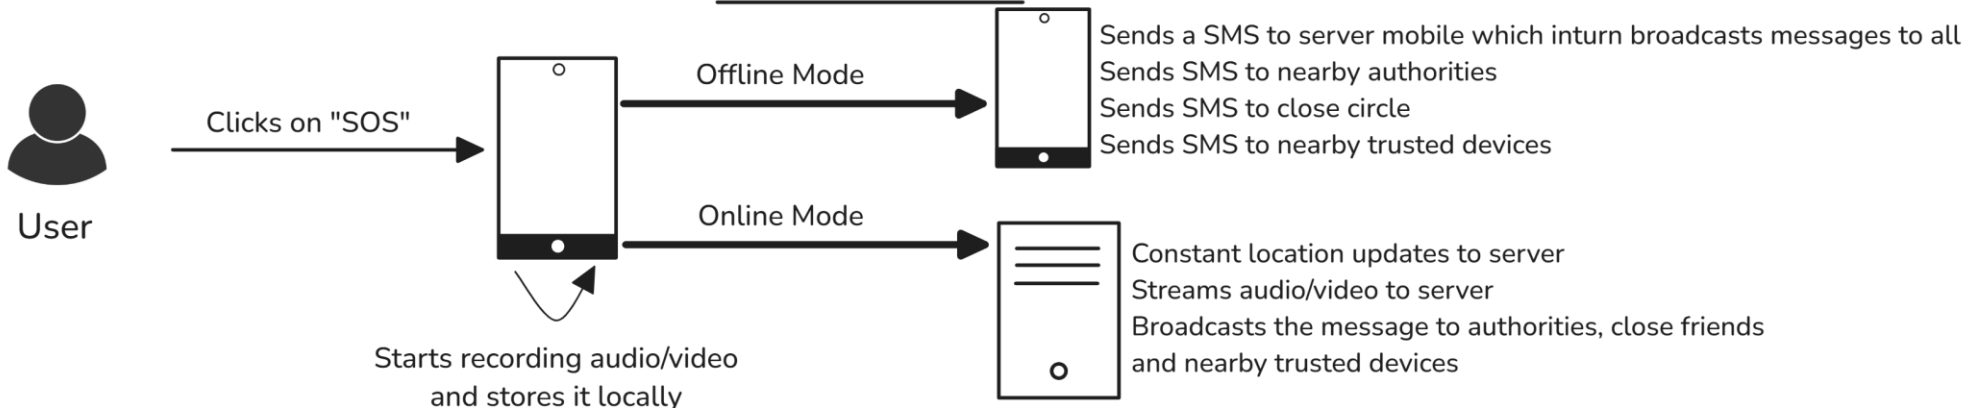 User
Clicks on "SOS"
Starts recording audio/video
and stores it locally
Offline Mode
Sends a SMS to server mobile which inturn broadcasts messages to all
Sends SMS to nearby authorities
Sends SMS to close circle
Sends SMS to nearby trusted devices
Online Mode
Constant location updates to server
Streams audio/video to server
Broadcasts the message to authorities, close friends
and nearby trusted devices